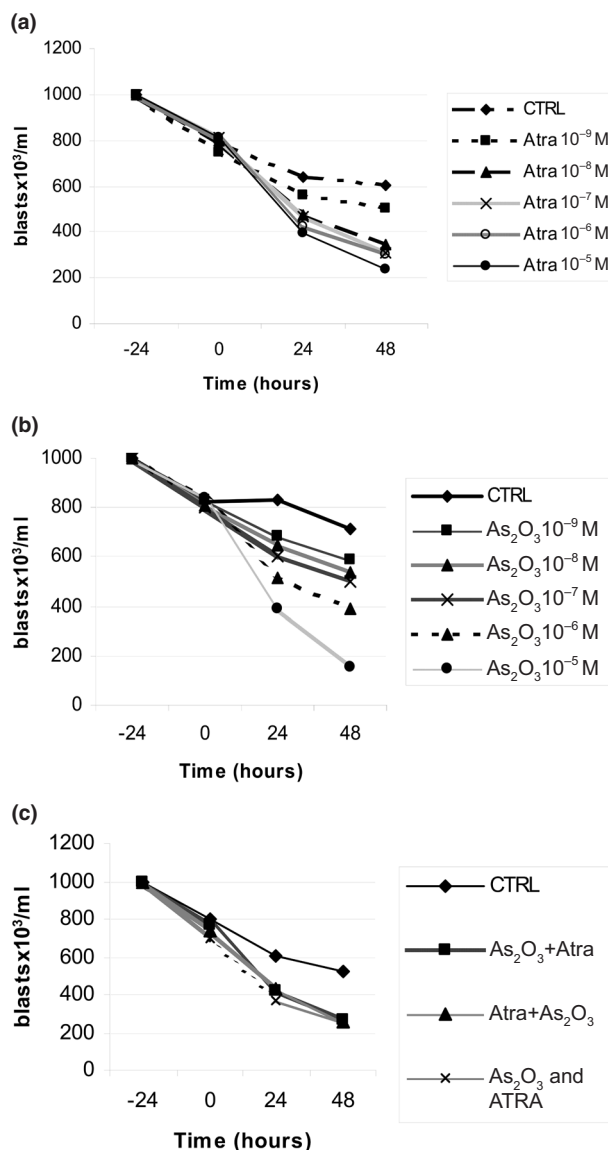 (a)
1200
1000
800
600
400
200
0
blasts x10³/ml
-24 0 24 48
Time (hours)
CTRL
Atra 10⁻⁹ M
Atra 10⁻⁸ M
Atra 10⁻⁷ M
Atra 10⁻⁶ M
Atra 10⁻⁵ M
(b)
1000
800
600
400
200
0
blastsx10³/ml
-24 0 24 48
Time (hours)
CTRL
As₂O₃ 10⁻⁹ M
As₂O₃ 10⁻⁸ M
As₂O₃ 10⁻⁷ M
As₂O₃ 10⁻⁶ M
As₂O₃ 10⁻⁵ M
(c)
1200
1000
800
600
400
200
0
blastsx10³/ml
-24 0 24 48
Time (hours)
CTRL
As₂O₃+Atra
Atra+As₂O₃
As₂O₃ and
ATRA